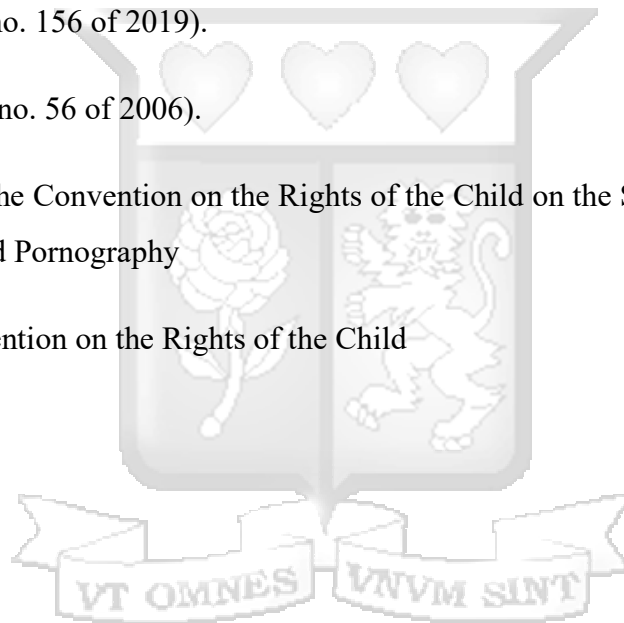 no. 156 of 2019).
no. 56 of 2006).
he Convention on the Rights of the Child on the S
d Pornography
ention on the Rights of the Child
VT OMNES VNVM SINT